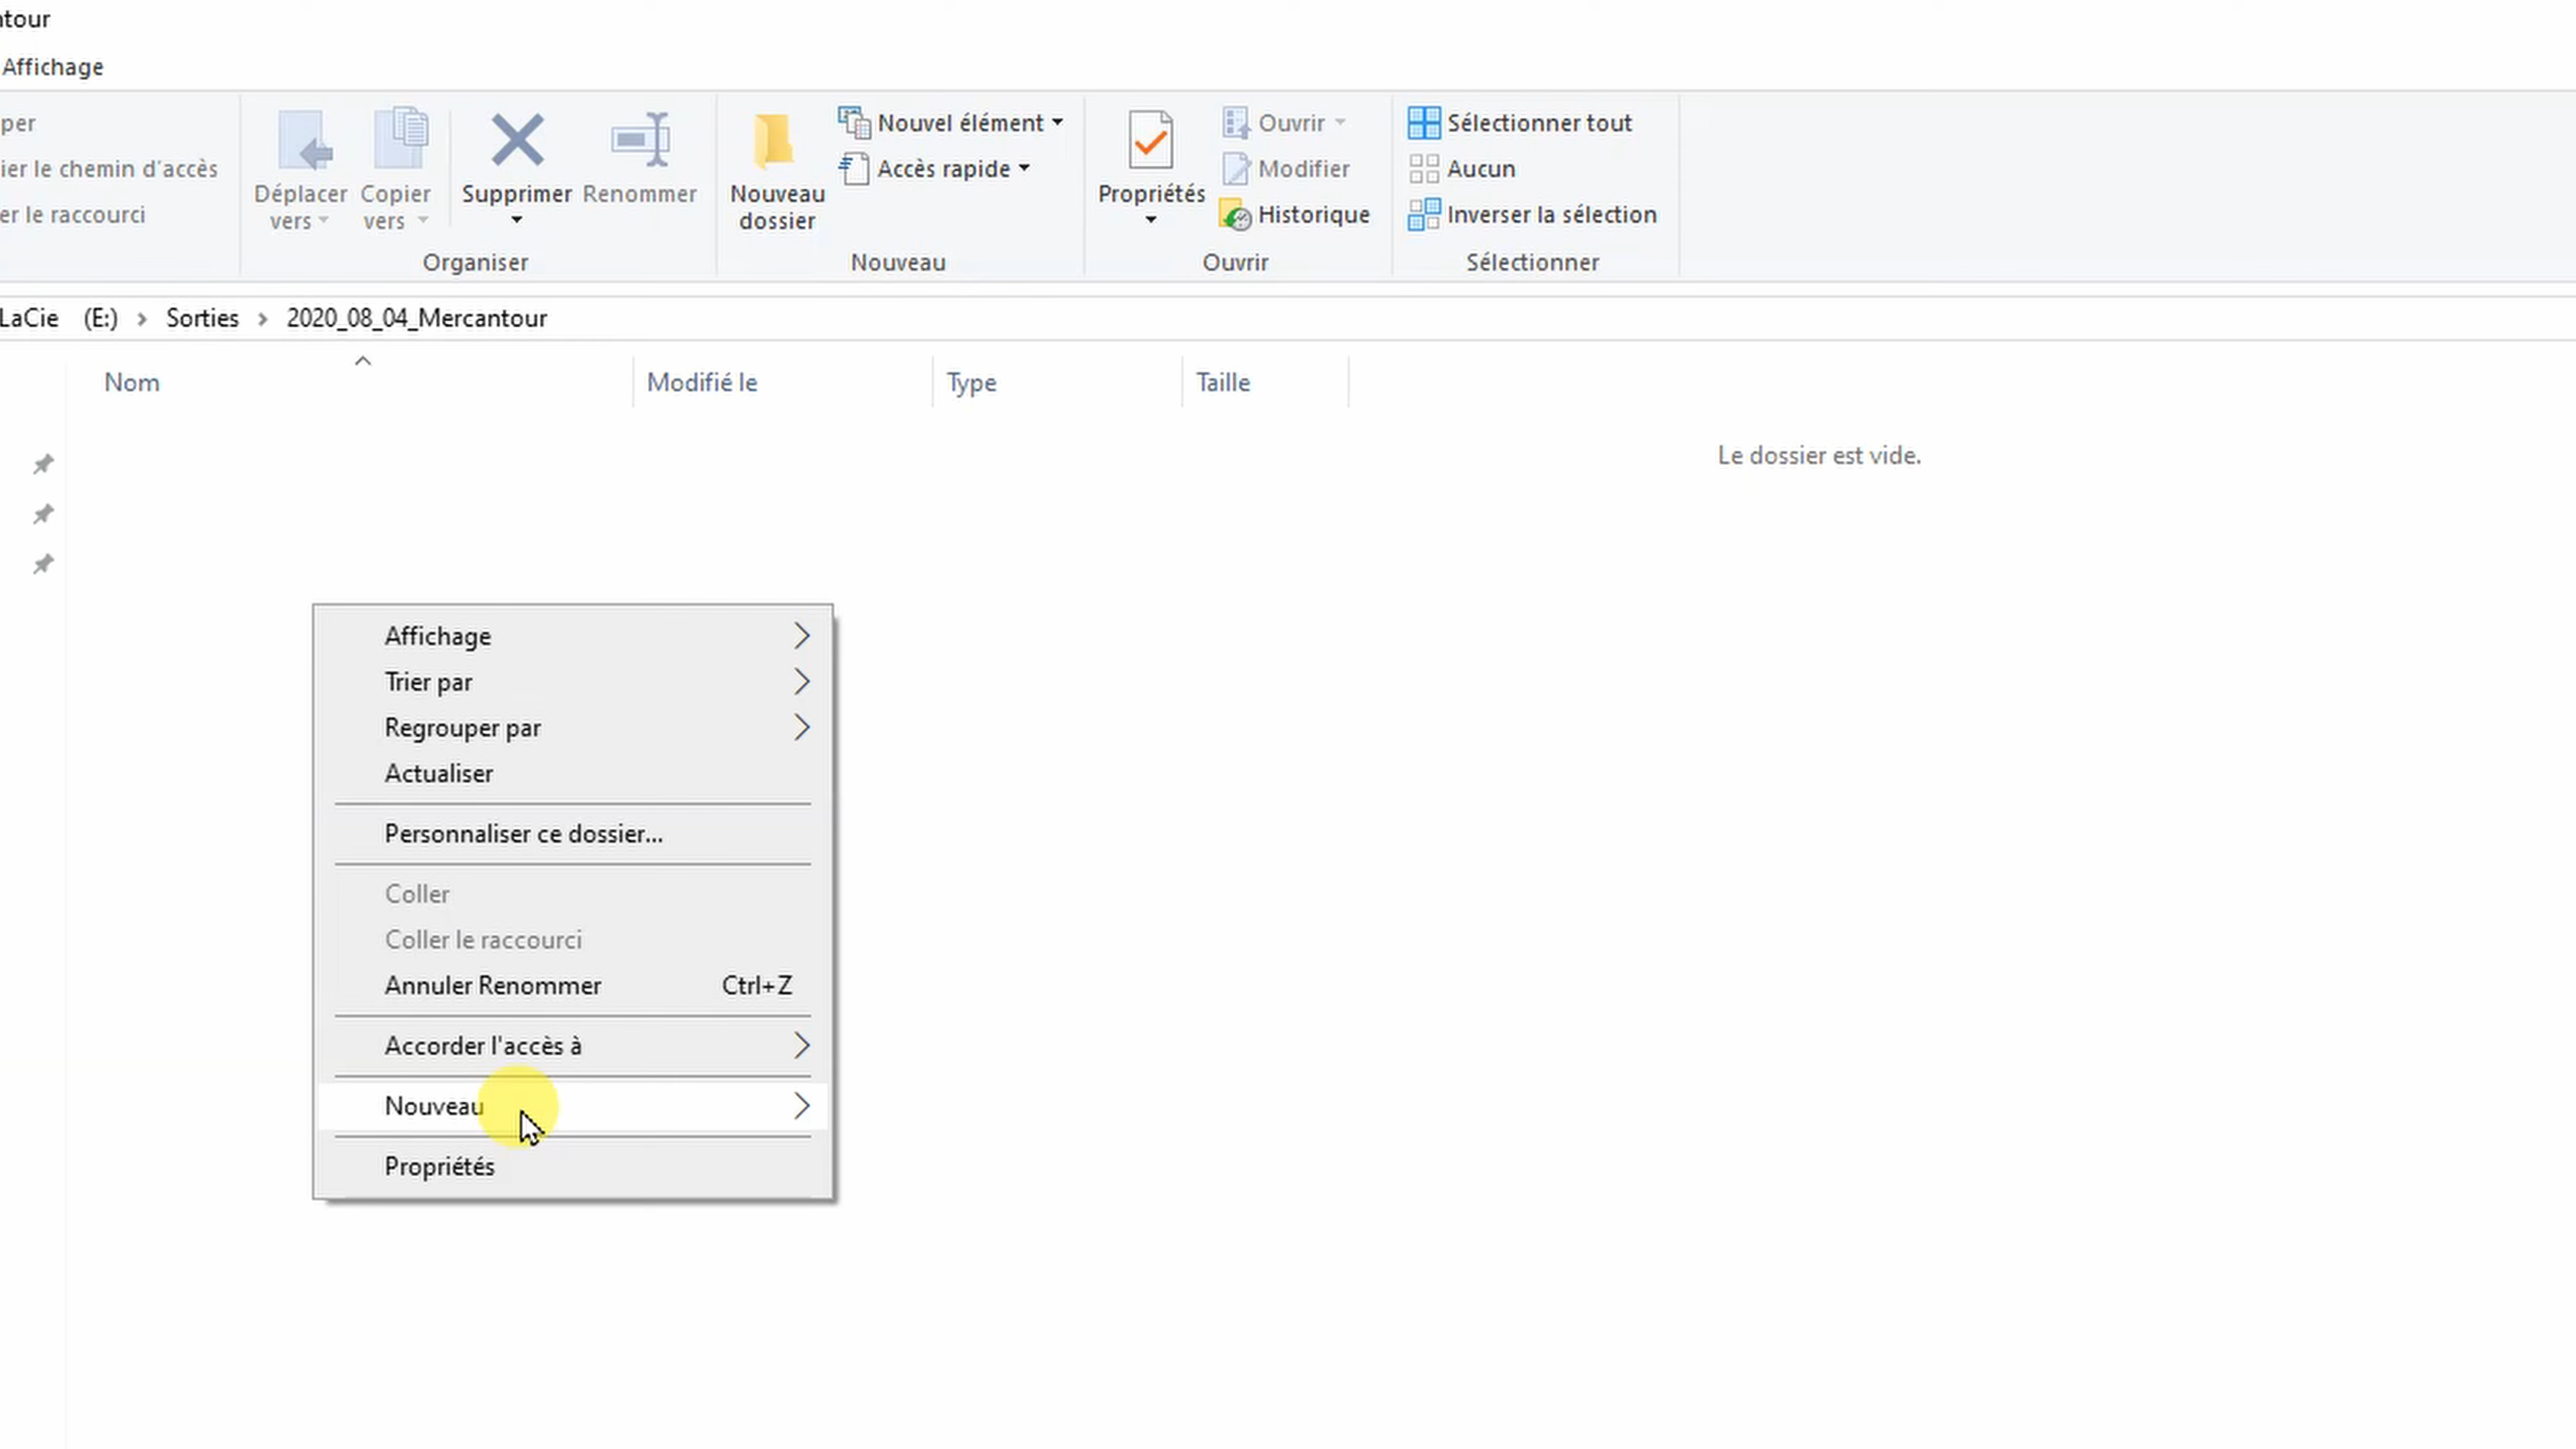 ntour
Affichage
per
ier le chemin d'accès
er le raccourci
Déplacer
vers
Copier
vers
Supprimer
Renommer
Organiser
Nouveau
dossier
Nouvel élément
Accès rapide
Nouveau
Propriétés
Ouvrir
Modifier
Historique
Ouvrir
Sélectionner tout
Aucun
Inverser la sélection
Sélectionner
LaCie (E:) > Sorties > 2020_08_04_Mercantour
Nom Modifié le Type Taille
Le dossier est vide.
Affichage
Trier par
Regrouper par
Actualiser
Personnaliser ce dossier...
Coller
Coller le raccourci
Annuler Renommer Ctrl+Z
Accorder l'accès à
Nouveau
Propriétés